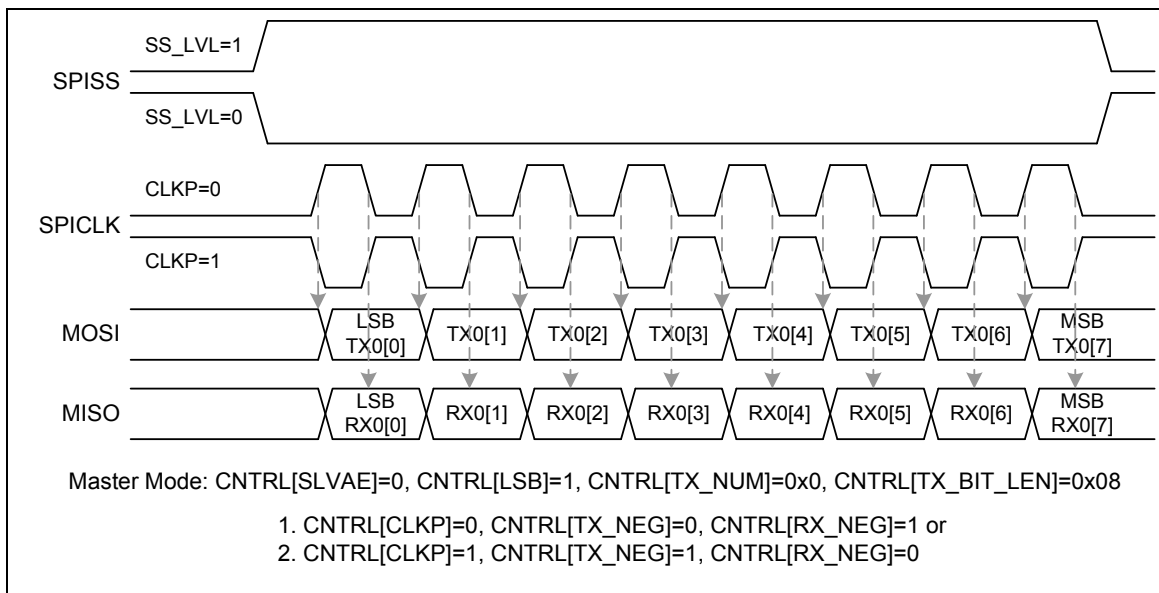 SS_LVL=1
SPISS
SS_LVL=0
CLKP=0
SPICLK
CLKP=1
MOSI
LSB
TX0[0]
TX0[1]
TX0[2]
TX0[3]
TX0[4]
TX0[5]
TX0[6]
MSB
TX0[7]
MISO
LSB
RX0[0]
RX0[1]
RX0[2]
RX0[3]
RX0[4]
RX0[5]
RX0[6]
MSB
RX0[7]
Master Mode: CNTRL[SLVAE]=0, CNTRL[LSB]=1, CNTRL[TX_NUM]=0x0, CNTRL[TX_BIT_LEN]=0x08
1. CNTRL[CLKP]=0, CNTRL[TX_NEG]=0, CNTRL[RX_NEG]=1 or
2. CNTRL[CLKP]=1, CNTRL[TX_NEG]=1, CNTRL[RX_NEG]=0